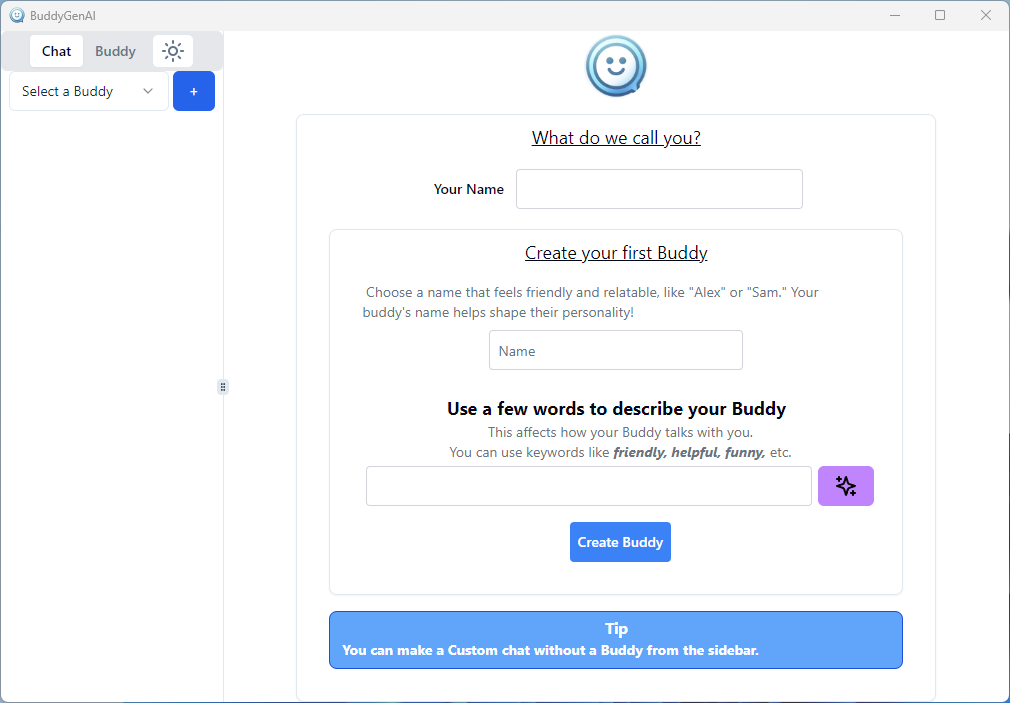 BuddyGenAI
Chat Buddy
Select a Buddy +
What do we call you?
Your Name
Create your first Buddy
Choose a name that feels friendly and relatable, like "Alex" or "Sam." Your
buddy's name helps shape their personality!
Name
Use a few words to describe your Buddy
This affects how your Buddy talks with you.
You can use keywords like friendly, helpful, funny, etc.
Create Buddy
Tip
You can make a Custom chat without a Buddy from the sidebar.